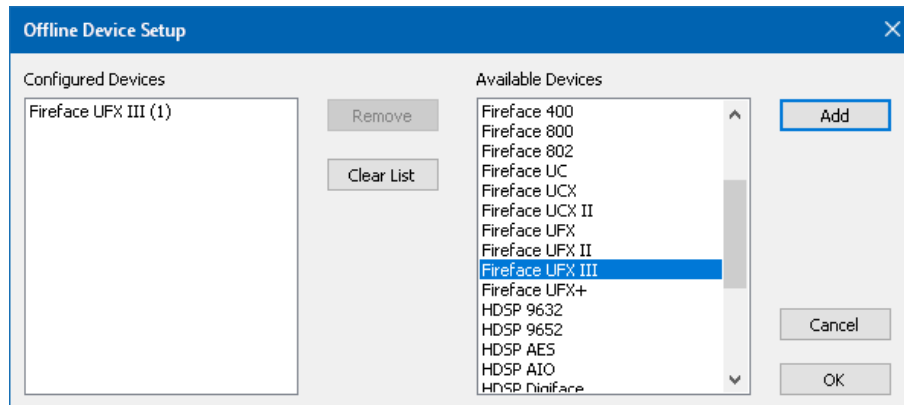 Offline Device Setup
Configured Devices
Fireface UFX III (1)
Remove
Clear List
Available Devices
Fireface 400
Fireface 800
Fireface 802
Fireface UC
Fireface UCX
Fireface UCX II
Fireface UFX
Fireface UFX II
Fireface UFX III
Fireface UFX+
HDSP 9632
HDSP 9652
HDSP AES
HDSP AIO
HDSP Digiface
Add
Cancel
OK